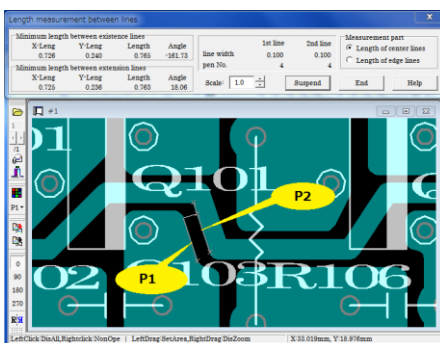 Length measurement between lines
Minimum length between existence lines
X-Leng Y-Leng Length Angle
0.726 0.240 0.765 -161.73
Minimum length between extension lines
X-Leng Y-Leng Length Angle
0.725 0.236 0.763 18.06
1st line 2nd line
line width 0.100 0.100
pen No. 4 4
Measurement part
Length of center lines
Length of edge lines
Scale: 1.0 Suspend End Help
#1
1
/1
P1
0
90
180
270
01
Q101
P2
P1
02
Q103R106
LeftClick:DisAll,Rightclick:NonOpe LeftDrag:SetArea,RightDrag:DisZoom X:33.019mm, Y:18.976mm